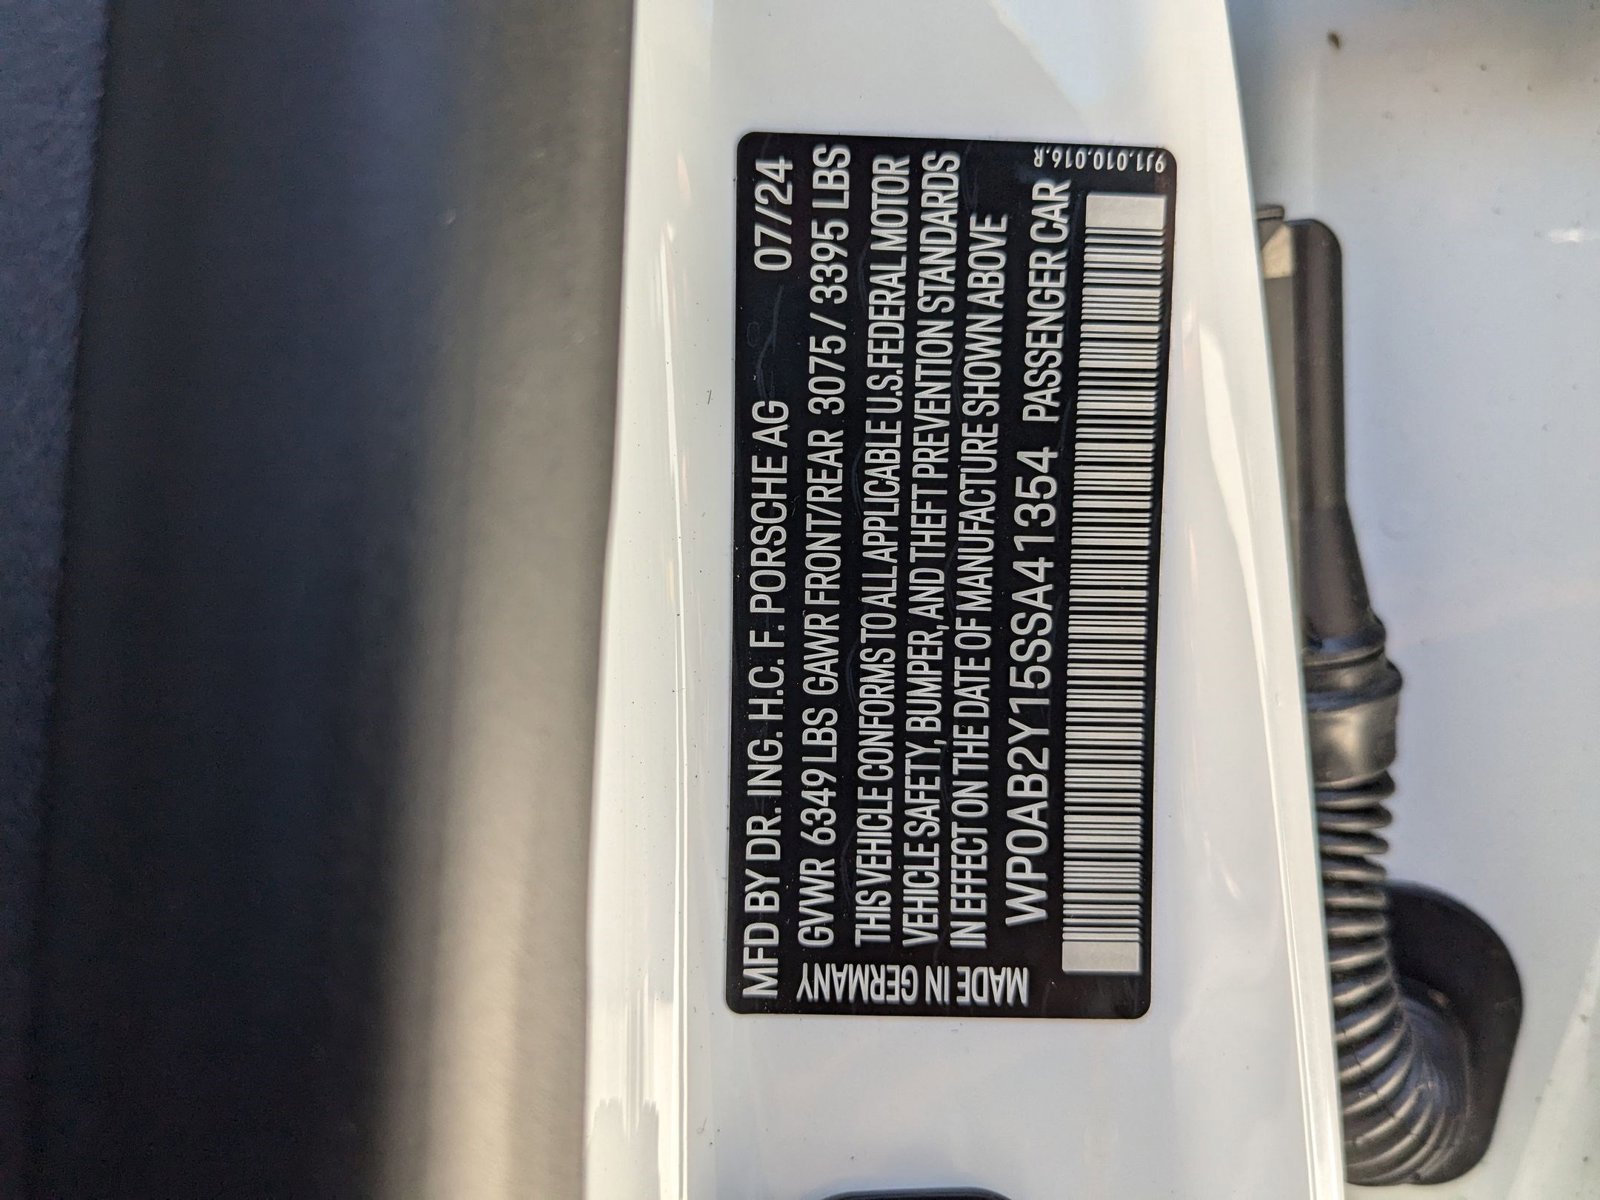 MFD BY DR. ING. H.C. F. PORSCHE AG 07/24
GVWR 6349 LBS GAWR FRONT/REAR 3075 / 3395 LBS
THIS VEHICLE CONFORMS TO ALL APPLICABLE U.S. FEDERAL MOTOR
VEHICLE SAFETY, BUMPER, AND THEFT PREVENTION STANDARDS
IN EFFECT ON THE DATE OF MANUFACTURE SHOWN ABOVE
WP0AB2Y15SSA41354 PASSENGER CAR
MADE IN GERMANY
9J1.010.016.R